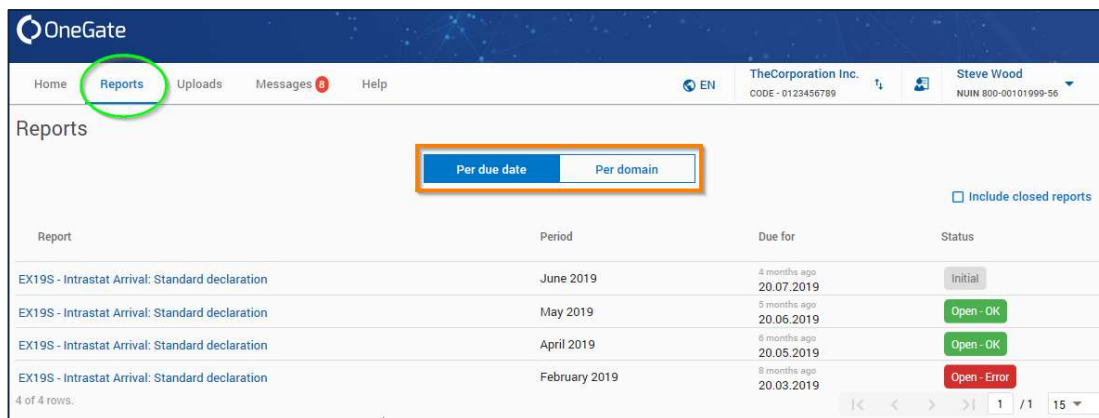 OneGate
Home Reports Uploads Messages 8 Help EN TheCorporation Inc. CODE - 0123456789 Steve Wood NUIN 800-00101999-56
Reports
Per due date Per domain
Include closed reports
Report Period Due for Status
EX19S - Intrastat Arrival: Standard declaration June 2019 4 months ago 20.07.2019 Initial
EX19S - Intrastat Arrival: Standard declaration May 2019 5 months ago 20.06.2019 Open - OK
EX19S - Intrastat Arrival: Standard declaration April 2019 6 months ago 20.05.2019 Open - OK
EX19S - Intrastat Arrival: Standard declaration February 2019 8 months ago 20.03.2019 Open - Error
4 of 4 rows. 1 / 1 15